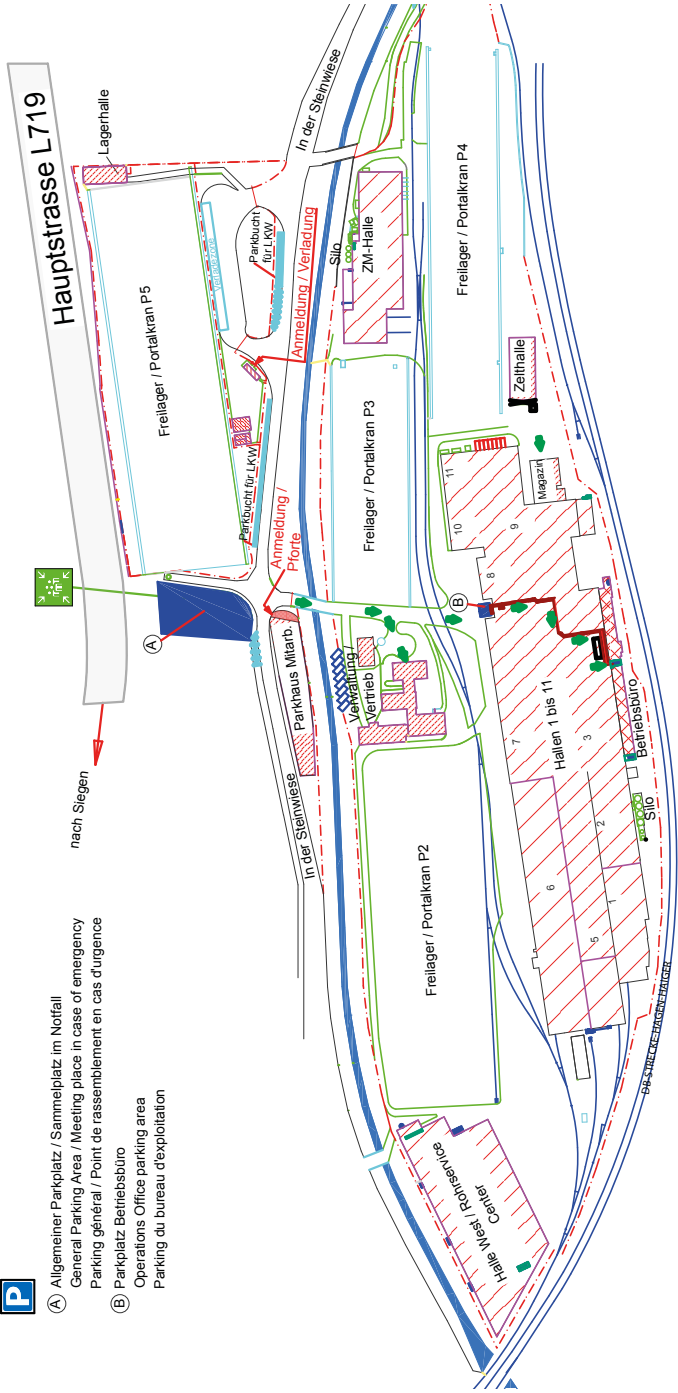 P
A Allgemeiner Parkplatz / Sammelplatz im Notfall
General Parking Area / Meeting place in case of emergency
Parking général / Point de rassemblement en cas d'urgence
B Parkplatz Betriebsbüro
Operations Office parking area
Parking du bureau d'exploitation
nach Siegen
Hauptstrasse L719
Lagerhalle
Freilager / Portalkran P5
Verladezone
Parkbucht
für LKW
Parkbucht für LKW
Anmeldung / Verladung
Anmeldung /
Pforte
A
In der Steinwiese
In der Steinwiese
Parkhaus Mitarb.
Silo
ZM-Halle
Freilager / Portalkran P3
Freilager / Portalkran P4
Verwaltung /
Vertrieb
Freilager / Portalkran P2
B
Zelthalle
Magazin
11
10
9
8
7
6
5
3
2
1
Hallen 1 bis 11
Betriebsbüro
Silo
Halle West / Rohrservice
Center
DB-STRECKE-HAGEN-HAIGER